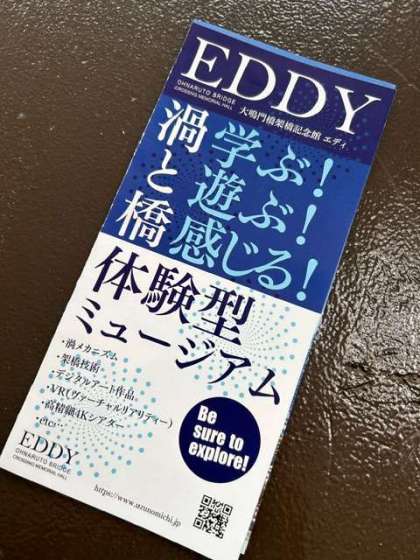 EDDY
OHNARUTO BRIDGE
CROSSING MEMORIAL HALL
大鳴門橋架橋記念館 エディ
渦と橋
学ぶ!
遊ぶ!
感じる!
体験型
ミュージアム
・渦メカニズム
・架橋技術
・デジタルアート作品
・VR(ヴァーチャルリアリティー)
・高精細4Kシアター
etc…
Be
sure to
explore!
EDDY
OHNARUTO BRIDGE
CROSSING MEMORIAL HALL
https://www.uzunomichi.jp